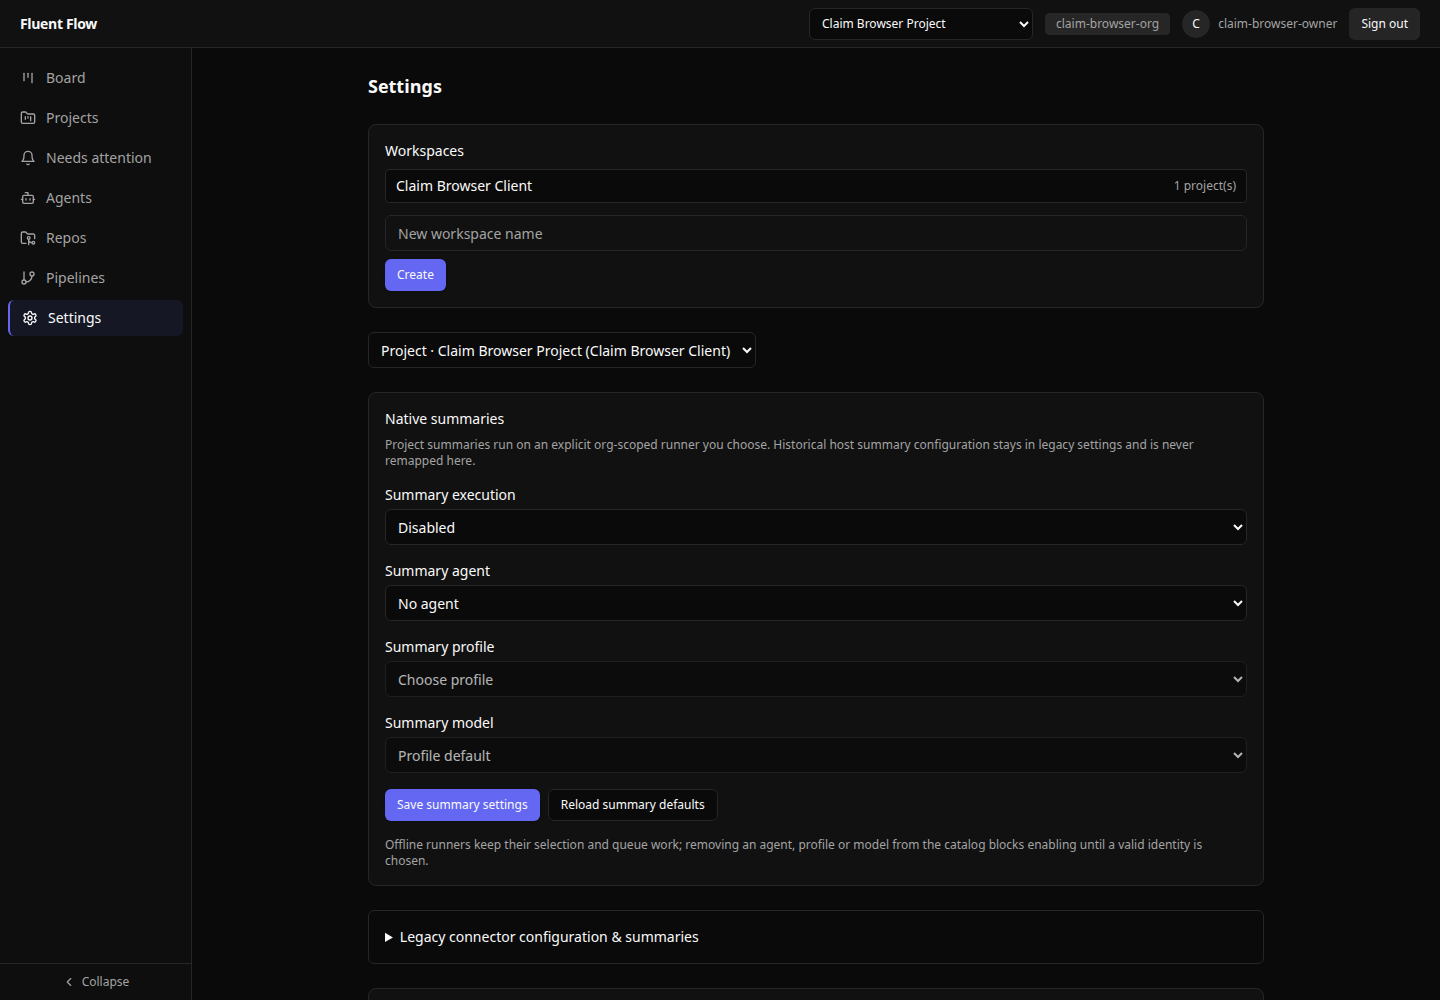 Fluent Flow
Claim Browser Project
claim-browser-org
C
claim-browser-owner
Sign out
Board
Projects
Needs attention
Agents
Repos
Pipelines
Settings
Collapse
Settings
Workspaces
Claim Browser Client
1 project(s)
New workspace name
Create
Project · Claim Browser Project (Claim Browser Client)
Native summaries
Project summaries run on an explicit org-scoped runner you choose. Historical host summary configuration stays in legacy settings and is never
remapped here.
Summary execution
Disabled
Summary agent
No agent
Summary profile
Choose profile
Summary model
Profile default
Save summary settings
Reload summary defaults
Offline runners keep their selection and queue work; removing an agent, profile or model from the catalog blocks enabling until a valid identity is
chosen.
Legacy connector configuration & summaries